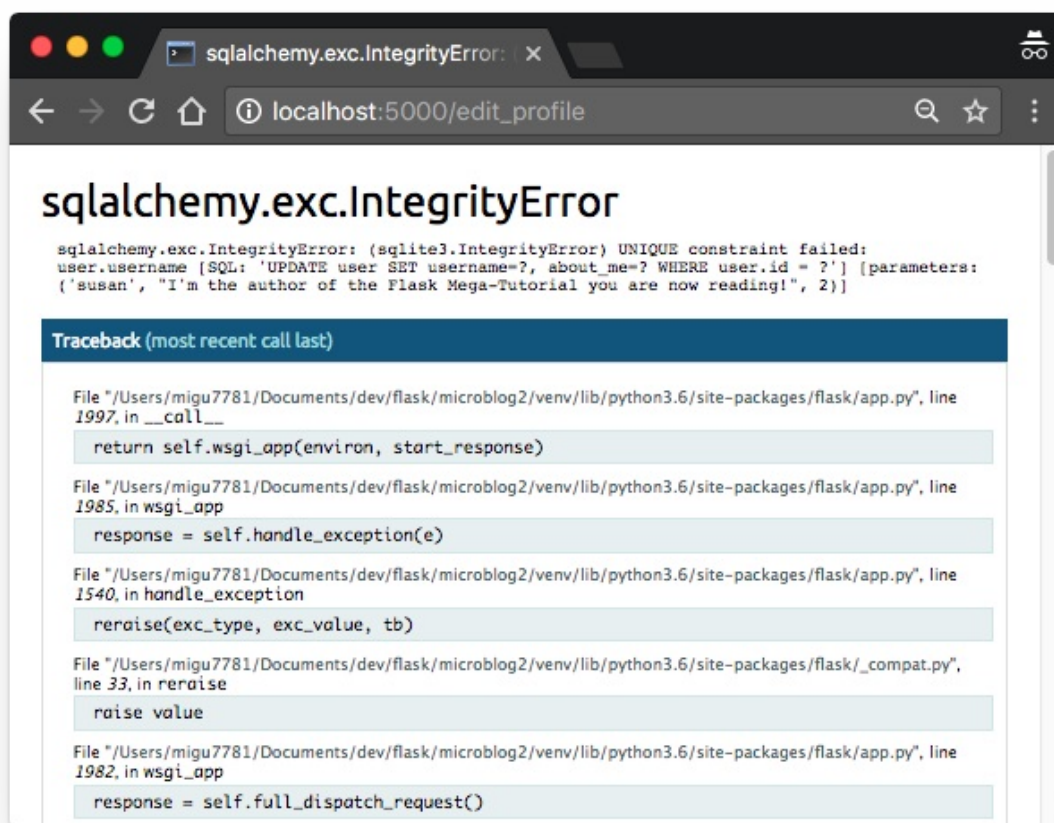 sqlalchemy.exc.IntegrityError:
localhost:5000/edit_profile
sqlalchemy.exc.IntegrityError
sqlalchemy.exc.IntegrityError: (sqlite3.IntegrityError) UNIQUE constraint failed:
user.username [SQL: 'UPDATE user SET username=?, about_me=? WHERE user.id = ?'] [parameters:
('susan', "I'm the author of the Flask Mega-Tutorial you are now reading!", 2)]
Traceback (most recent call last)
File "/Users/migu7781/Documents/dev/flask/microblog2/venv/lib/python3.6/site-packages/flask/app.py", line
1997, in __call__
return self.wsgi_app(environ, start_response)
File "/Users/migu7781/Documents/dev/flask/microblog2/venv/lib/python3.6/site-packages/flask/app.py", line
1985, in wsgi_app
response = self.handle_exception(e)
File "/Users/migu7781/Documents/dev/flask/microblog2/venv/lib/python3.6/site-packages/flask/app.py", line
1540, in handle_exception
reraise(exc_type, exc_value, tb)
File "/Users/migu7781/Documents/dev/flask/microblog2/venv/lib/python3.6/site-packages/flask/_compat.py",
line 33, in reraise
raise value
File "/Users/migu7781/Documents/dev/flask/microblog2/venv/lib/python3.6/site-packages/flask/app.py", line
1982, in wsgi_app
response = self.full_dispatch_request()